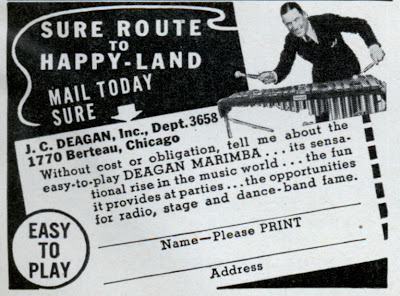 SURE ROUTE
TO
HAPPY-LAND
MAIL TODAY
SURE
J. C. DEAGAN, Inc., Dept.3658
1770 Berteau, Chicago
Without cost or obligation, tell me about the
easy-to-play DEAGAN MARIMBA . . . its sensa-
tional rise in the music world . . . the fun
it provides at parties . . . the opportunities
for radio, stage and dance-band fame.
EASY
TO
PLAY
Name—Please PRINT
Address